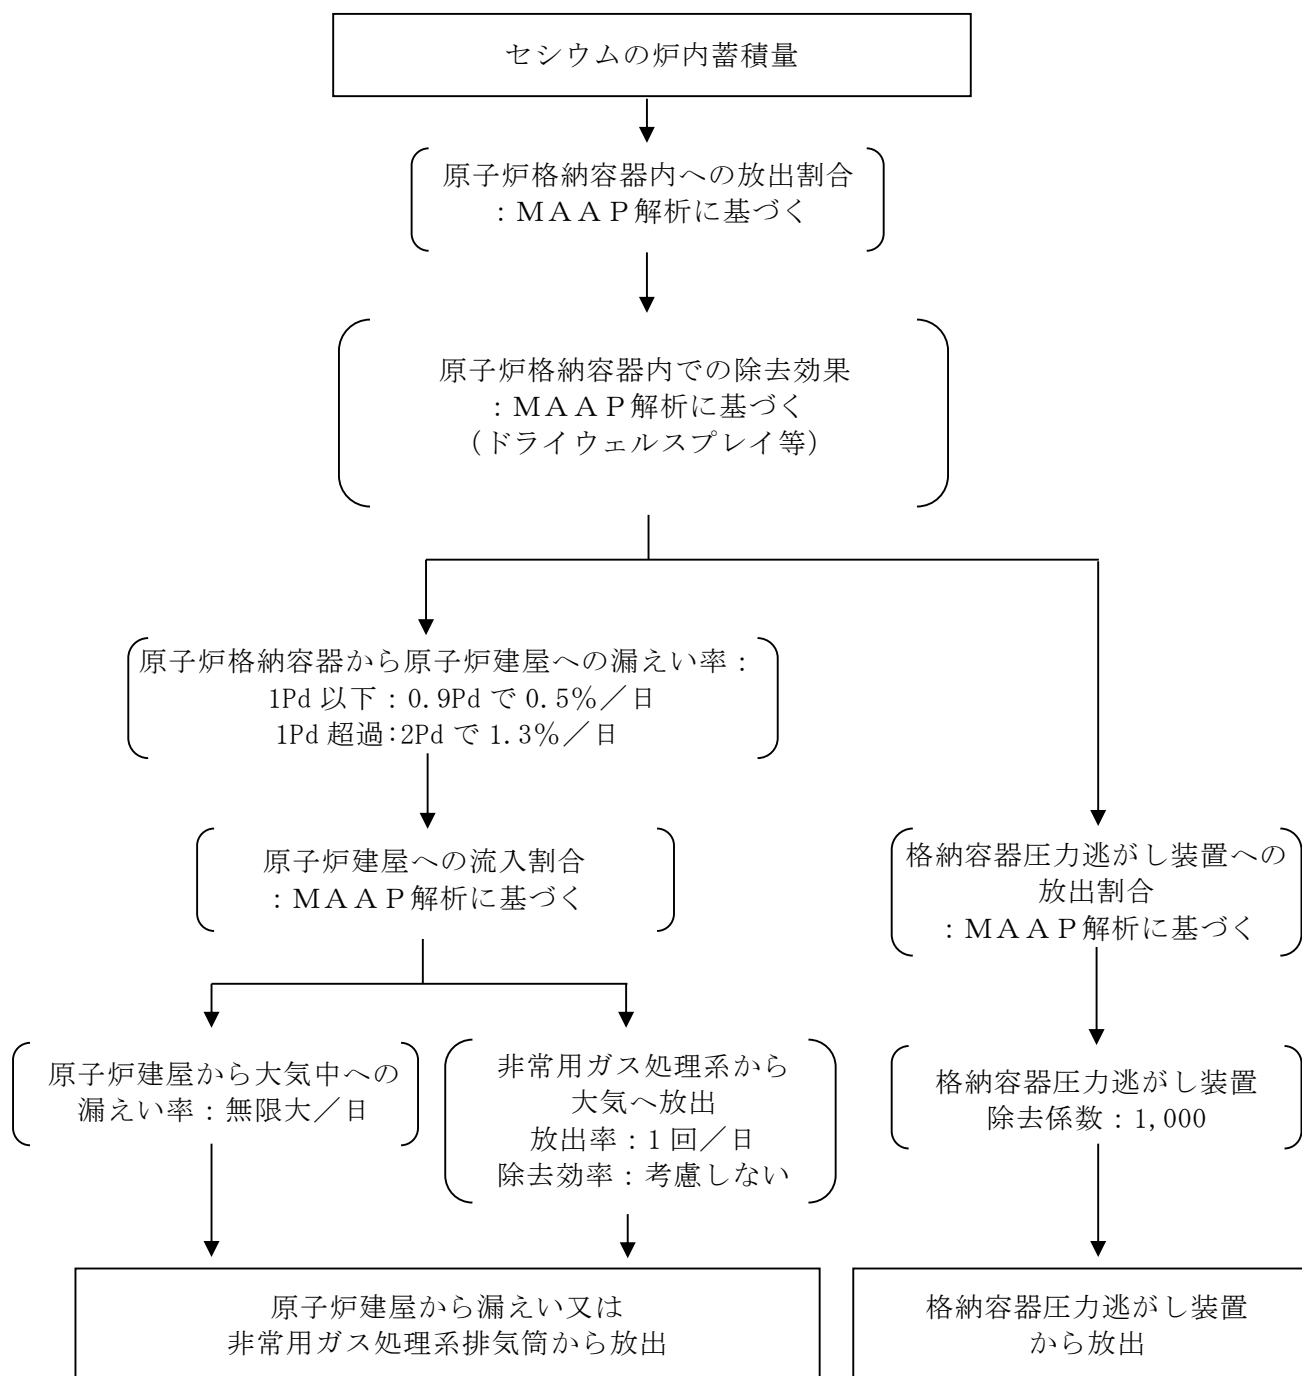 セシウムの炉内蓄積量
原子炉格納容器内への放出割合
：ＭＡＡＰ解析に基づく
原子炉格納容器内での除去効果
：ＭＡＡＰ解析に基づく
（ドライウェルスプレイ等）
原子炉格納容器から原子炉建屋への漏えい率：
1Pd 以下：0.9Pd で 0.5％／日
1Pd 超過：2Pd で 1.3％／日
原子炉建屋への流入割合
：ＭＡＡＰ解析に基づく
格納容器圧力逃がし装置への
放出割合
：ＭＡＡＰ解析に基づく
原子炉建屋から大気中への
漏えい率：無限大／日
非常用ガス処理系から
大気へ放出
放出率：1 回／日
除去効率：考慮しない
格納容器圧力逃がし装置
除去係数：1,000
原子炉建屋から漏えい又は
非常用ガス処理系排気筒から放出
格納容器圧力逃がし装置
から放出